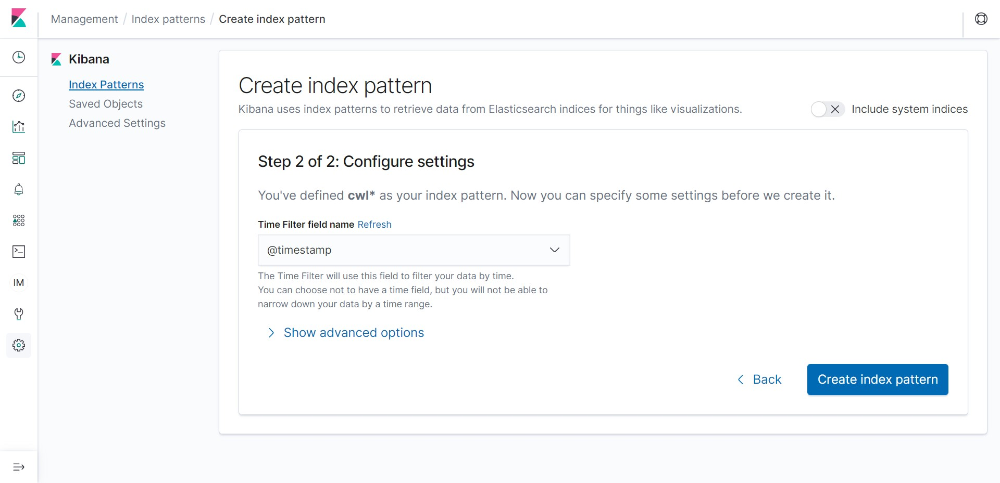 Management / Index patterns / Create index pattern
Kibana
Index Patterns
Saved Objects
Advanced Settings
IM
Create index pattern
Kibana uses index patterns to retrieve data from Elasticsearch indices for things like visualizations.
Include system indices
Step 2 of 2: Configure settings
You've defined cwl* as your index pattern. Now you can specify some settings before we create it.
Time Filter field name Refresh
@timestamp
The Time Filter will use this field to filter your data by time.
You can choose not to have a time field, but you will not be able to
narrow down your data by a time range.
Show advanced options
Back
Create index pattern